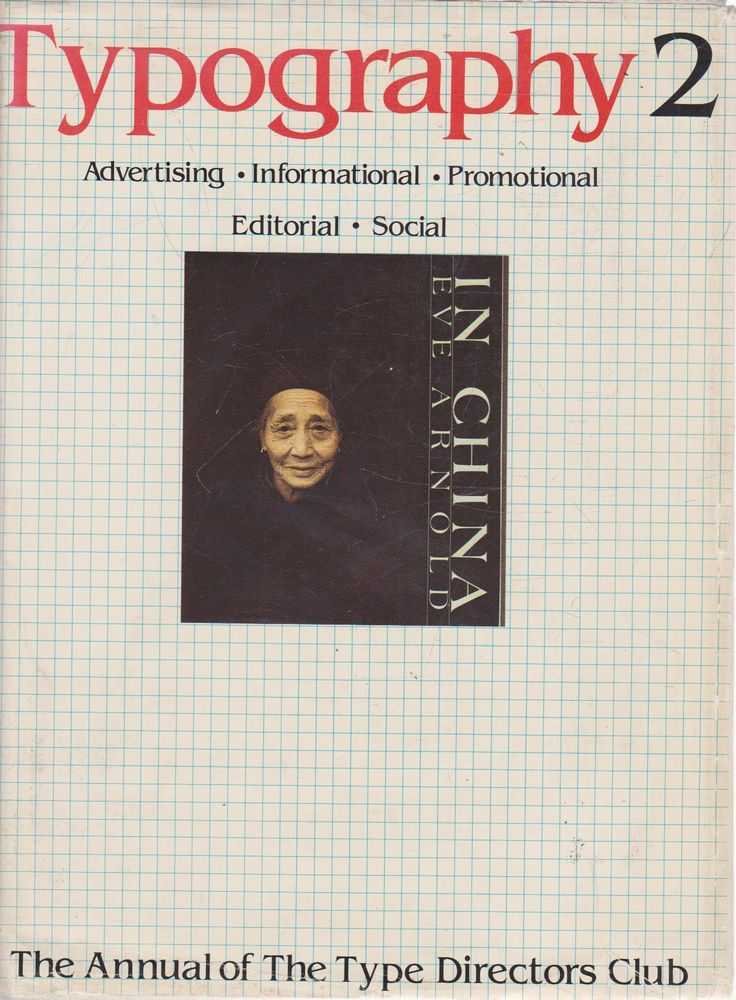 Typography 2
Advertising • Informational • Promotional
Editorial • Social
IN CHINA
EVE ARNOLD
The Annual of The Type Directors Club